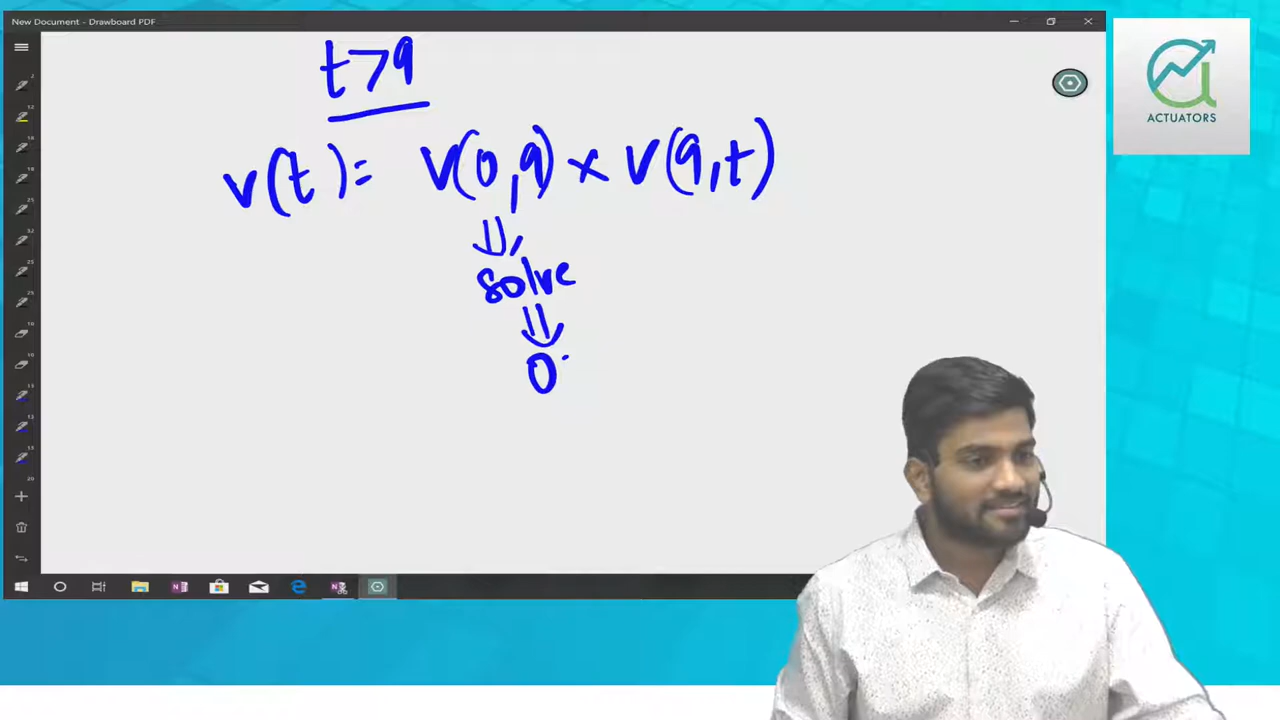 New Document - Drawboard PDF
ACTUATORS
t>9
v(t)= v(0,9) × v(9,t)
solve
0.